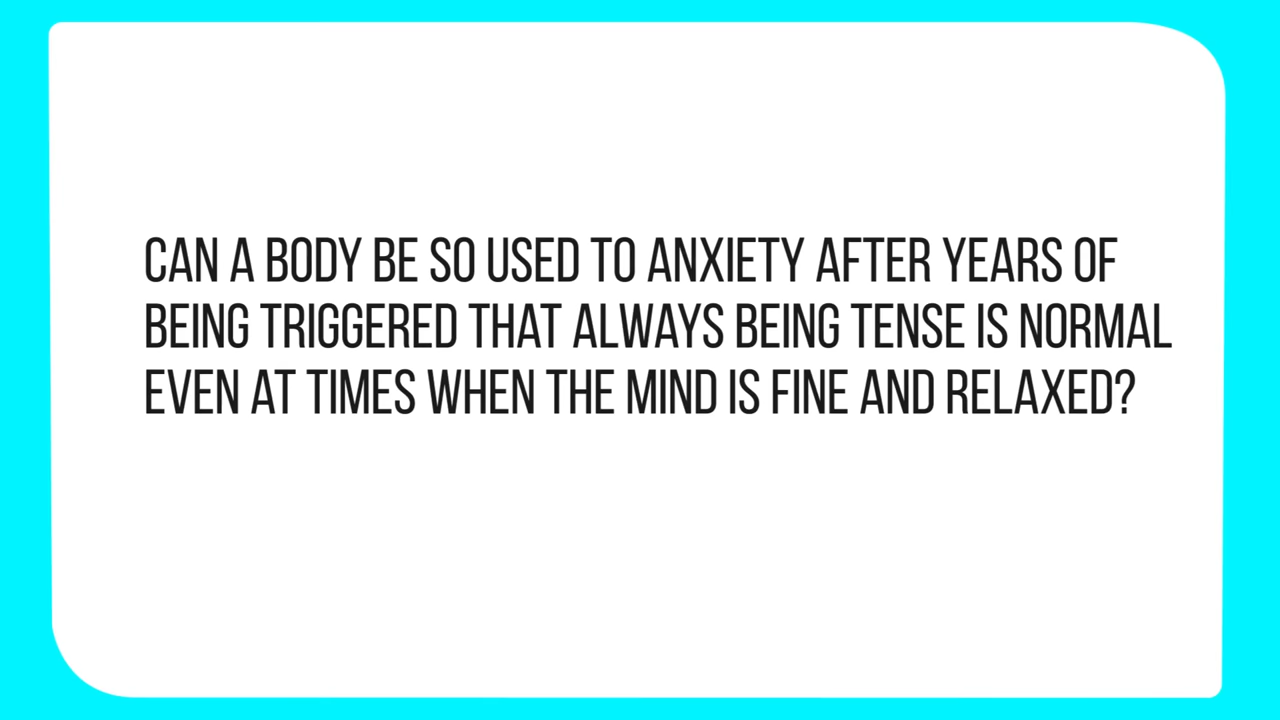 CAN A BODY BE SO USED TO ANXIETY AFTER YEARS OF
BEING TRIGGERED THAT ALWAYS BEING TENSE IS NORMAL
EVEN AT TIMES WHEN THE MIND IS FINE AND RELAXED?